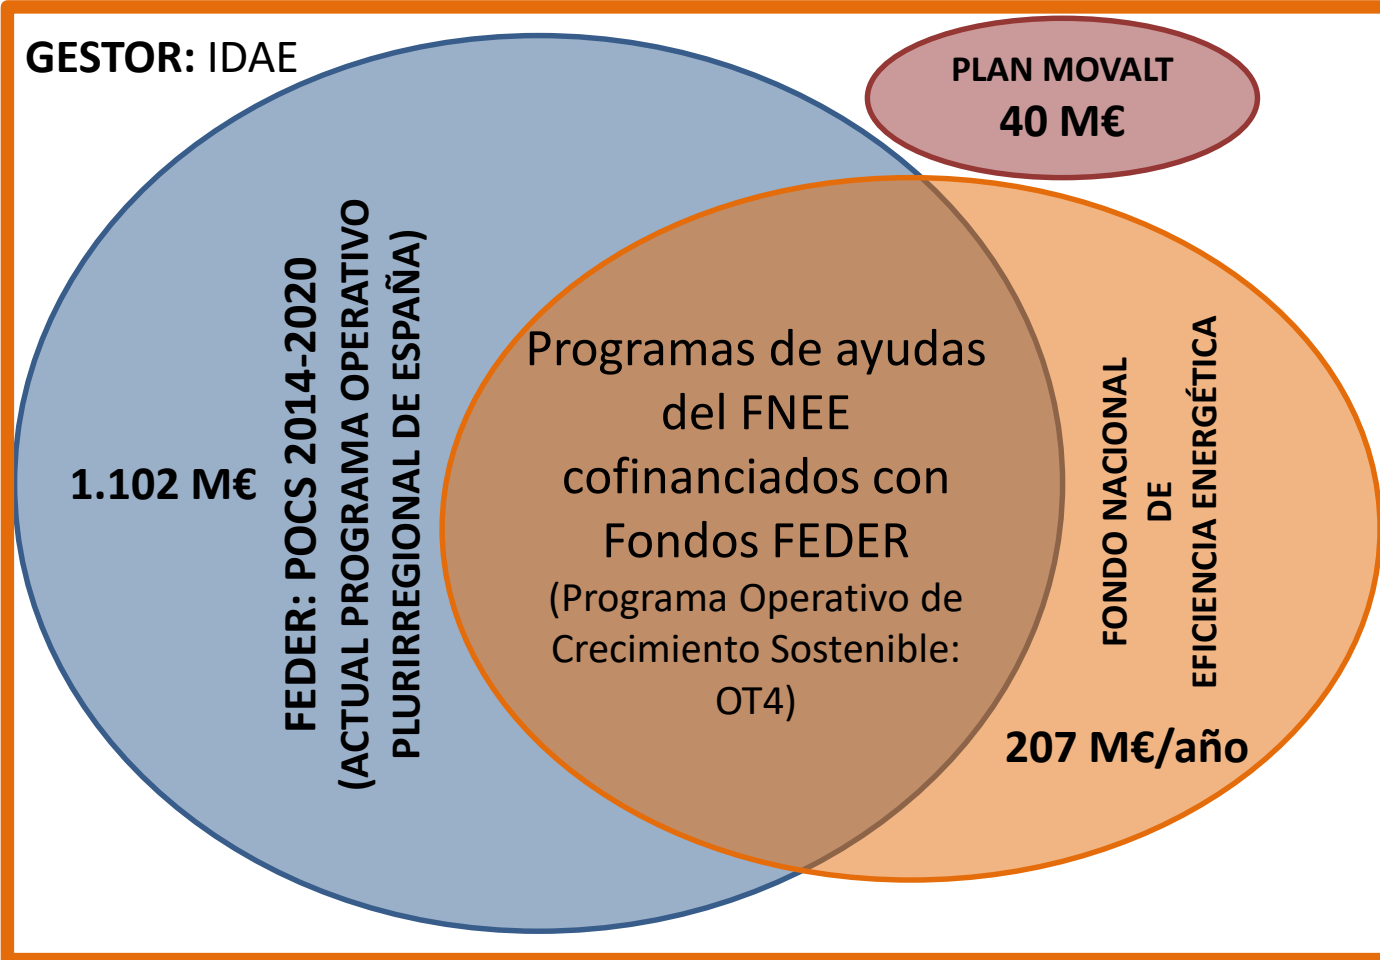 GESTOR: IDAE
PLAN MOVALT
40 M€
1.102 M€
FEDER: POCS 2014-2020
(ACTUAL PROGRAMA OPERATIVO
PLURIRREGIONAL DE ESPAÑA)
Programas de ayudas
del FNEE
cofinanciados con
Fondos FEDER
(Programa Operativo de
Crecimiento Sostenible:
OT4)
FONDO NACIONAL
DE
EFICIENCIA ENERGÉTICA
207 M€/año